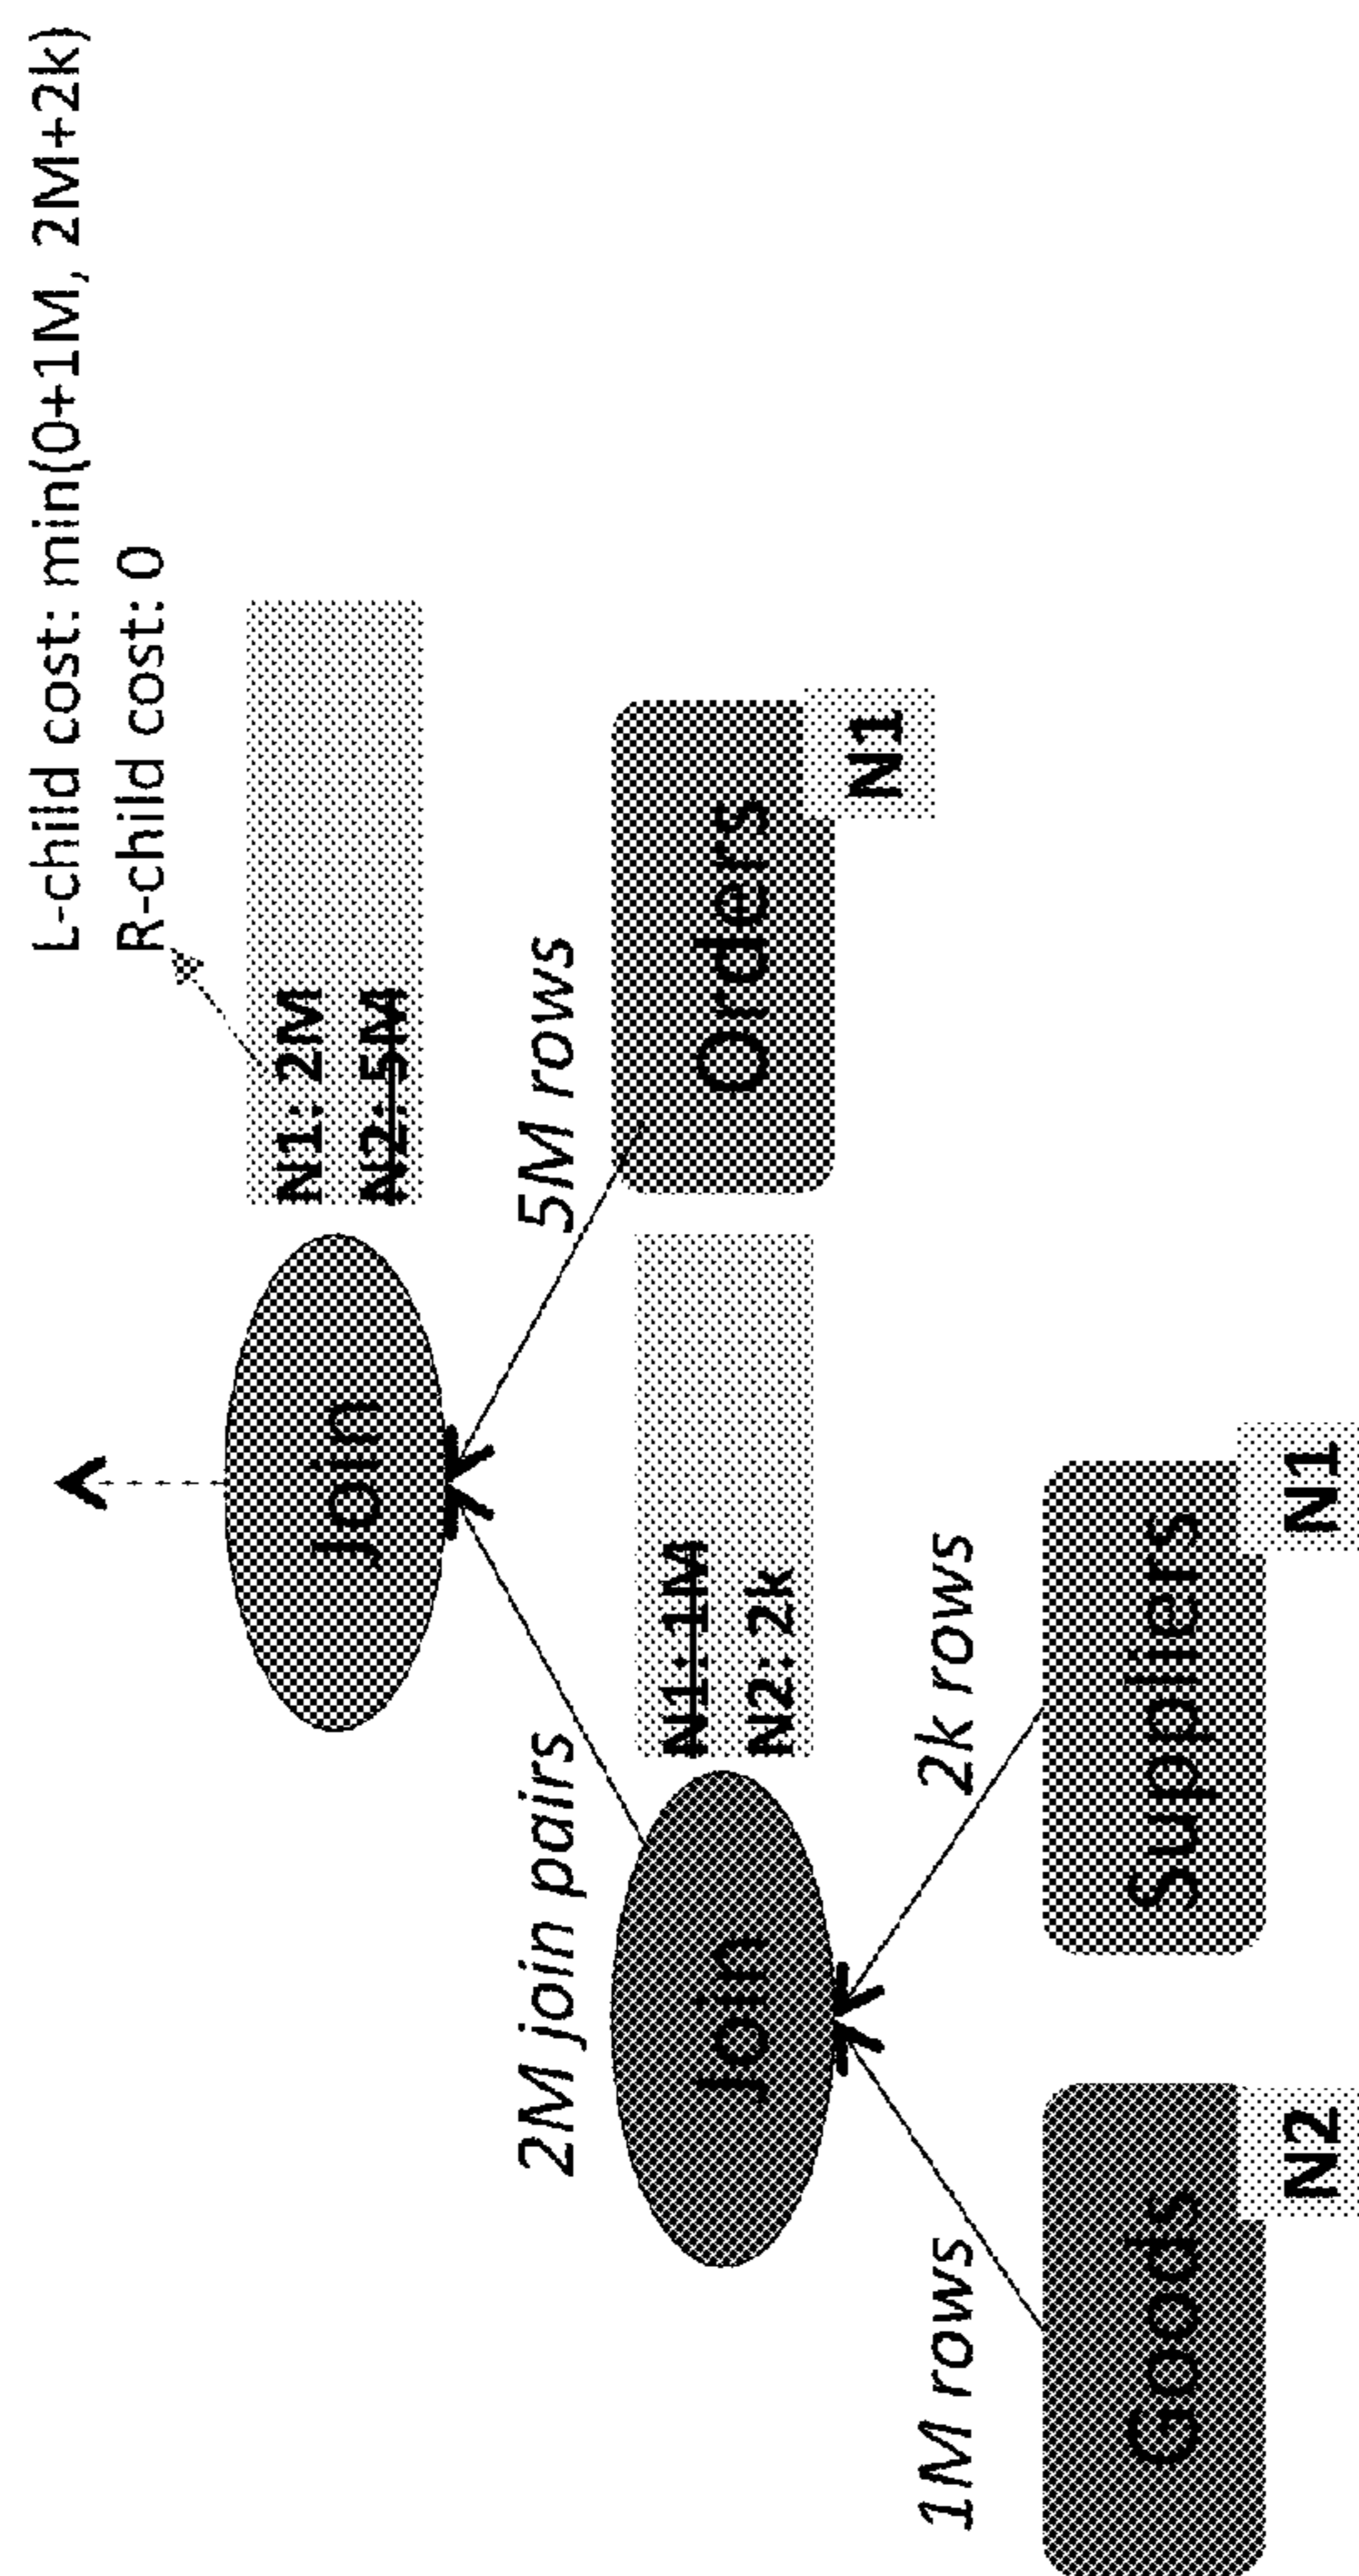 L-child cost: min(0+1M, 2M+2k)
R-child cost: 0
Join
N1: 2M
N2: 5M
2M join pairs
5M rows
Join
N1: 1M
N2: 2k
Orders
N1
1M rows
2k rows
Goods
N2
Suppliers
N1